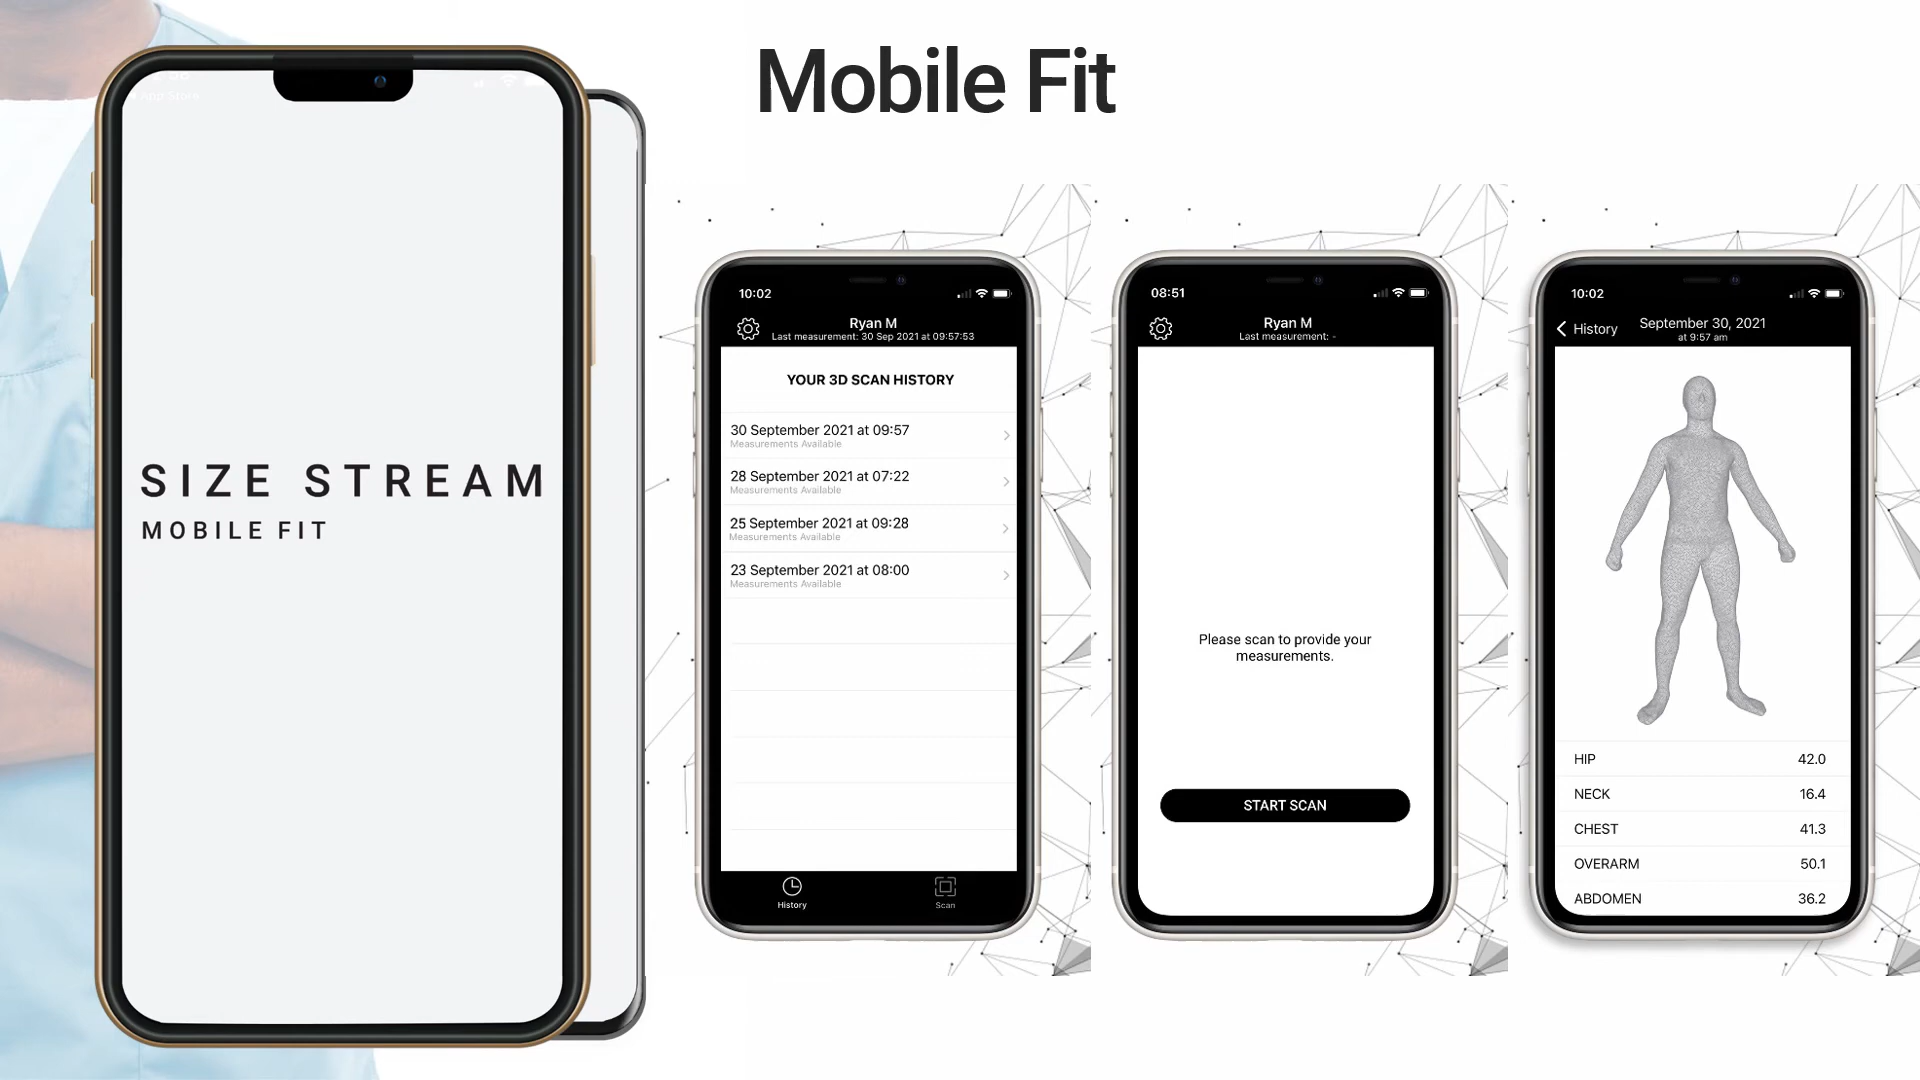 Mobile Fit
App Store
SIZE STREAM
MOBILE FIT
10:02
Ryan M
Last measurement: 30 Sep 2021 at 09:57:53
YOUR 3D SCAN HISTORY
30 September 2021 at 09:57
Measurements Available
28 September 2021 at 07:22
Measurements Available
25 September 2021 at 09:28
Measurements Available
23 September 2021 at 08:00
Measurements Available
History
Scan
08:51
Ryan M
Last measurement: -
Please scan to provide your
measurements.
START SCAN
10:02
History
September 30, 2021
at 9:57 am
HIP 42.0
NECK 16.4
CHEST 41.3
OVERARM 50.1
ABDOMEN 36.2